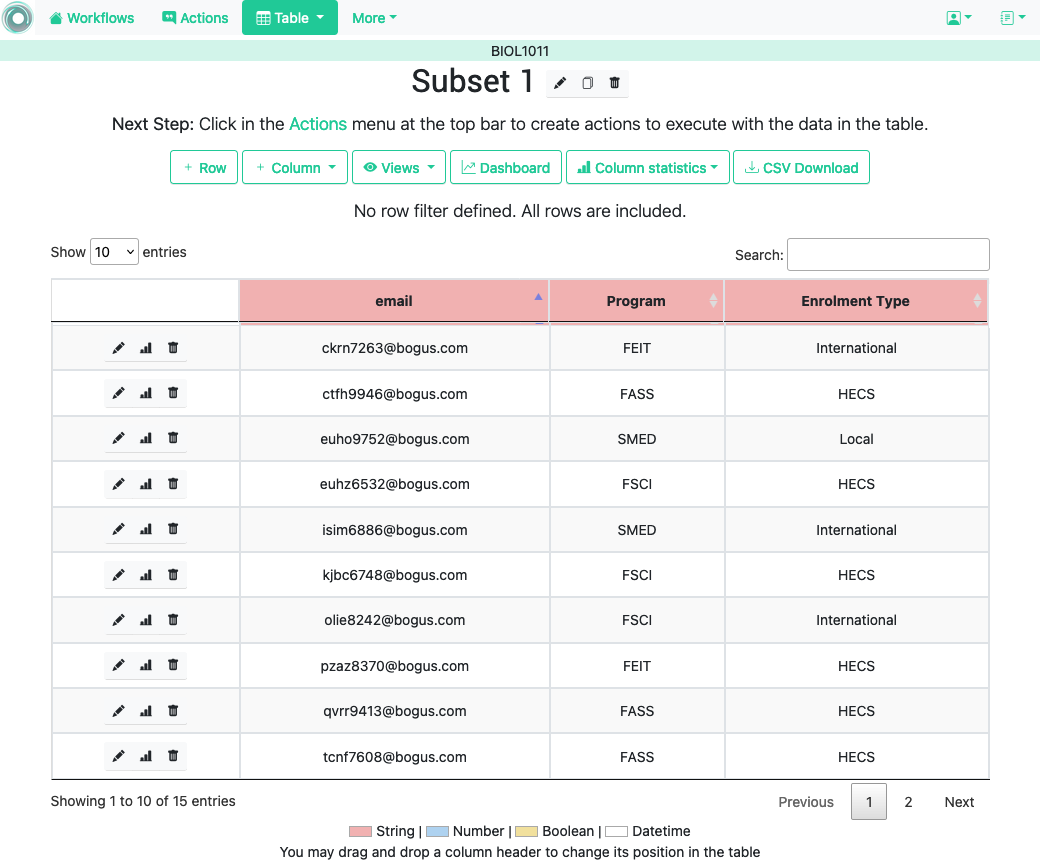 Workflows Actions Table More
BIOL1011
Subset 1
Next Step: Click in the Actions menu at the top bar to create actions to execute with the data in the table.
+ Row + Column Views Dashboard Column statistics CSV Download
No row filter defined. All rows are included.
Show 10 entries Search:
email Program Enrolment Type
ckrn7263@bogus.com FEIT International
ctfh9946@bogus.com FASS HECS
euho9752@bogus.com SMED Local
euhz6532@bogus.com FSCI HECS
isim6886@bogus.com SMED International
kjbc6748@bogus.com FSCI HECS
olie8242@bogus.com FSCI International
pzaz8370@bogus.com FEIT HECS
qvrr9413@bogus.com FASS HECS
tcnf7608@bogus.com FASS HECS
Showing 1 to 10 of 15 entries Previous 1 2 Next
String | Number | Boolean | Datetime
You may drag and drop a column header to change its position in the table